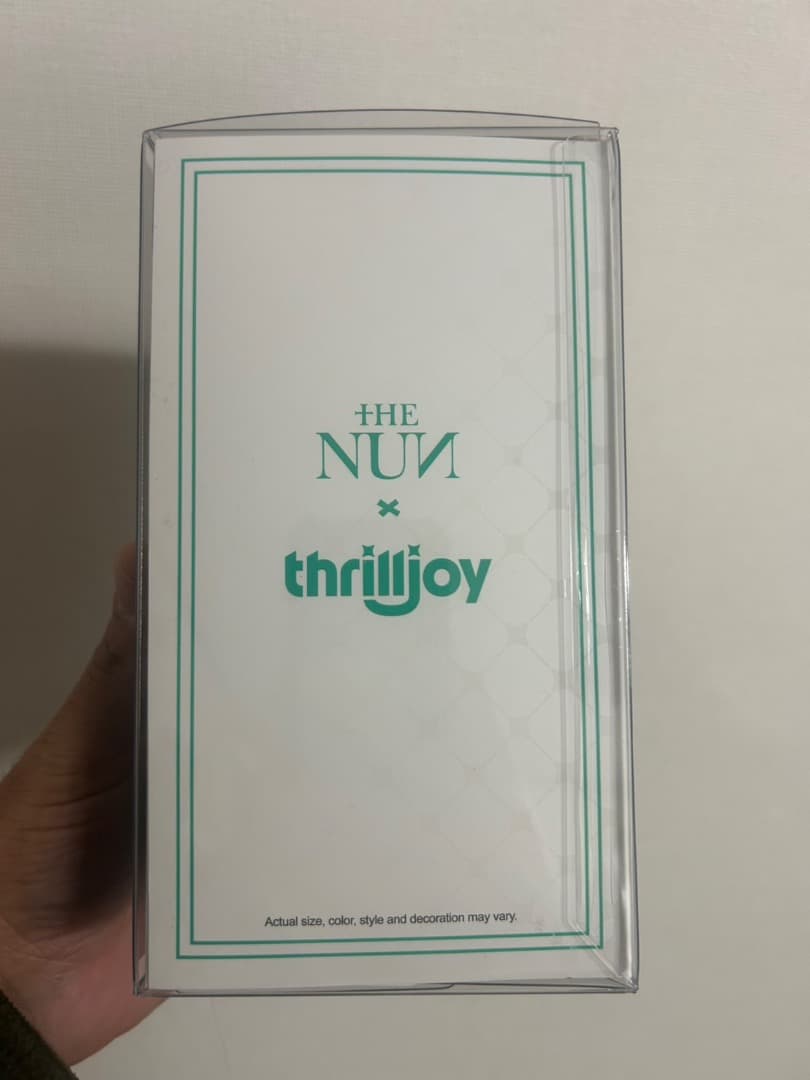 THE
NUN
×
thrilljoy
Actual size, color, style and decoration may vary.